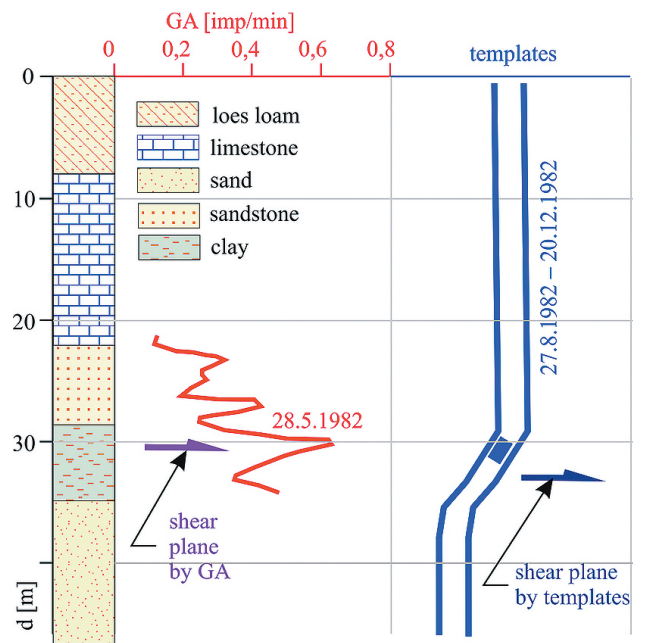 GA [imp/min]
0 0,2 0,4 0,6 0,8
templates
0
loes loam
limestone
sand
sandstone
clay
10
20
30
d [m]
28.5.1982
27.8.1982 – 20.12.1982
shear
plane
by GA
shear plane
by templates